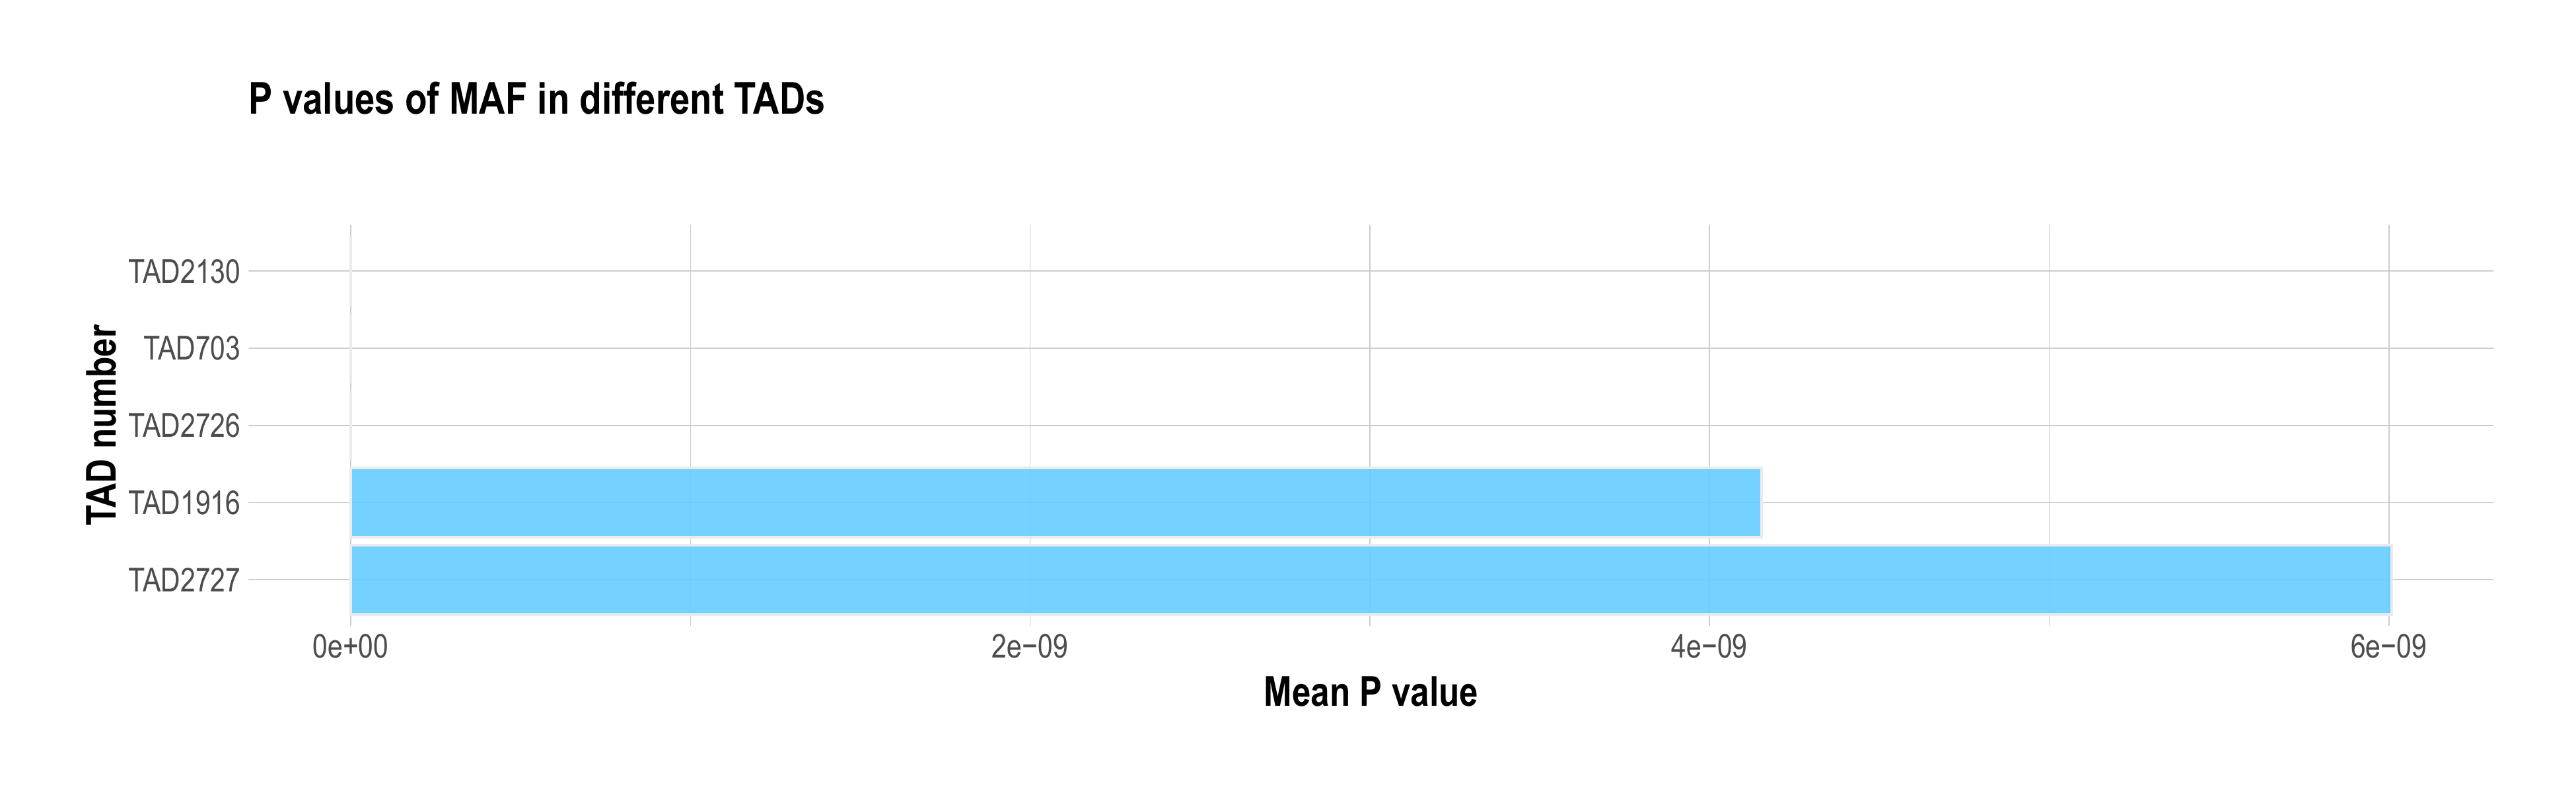 P values of MAF in different TADs
TAD number
TAD2130
TAD703
TAD2726
TAD1916
TAD2727
0e+00 2e−09 4e−09 6e−09
Mean P value